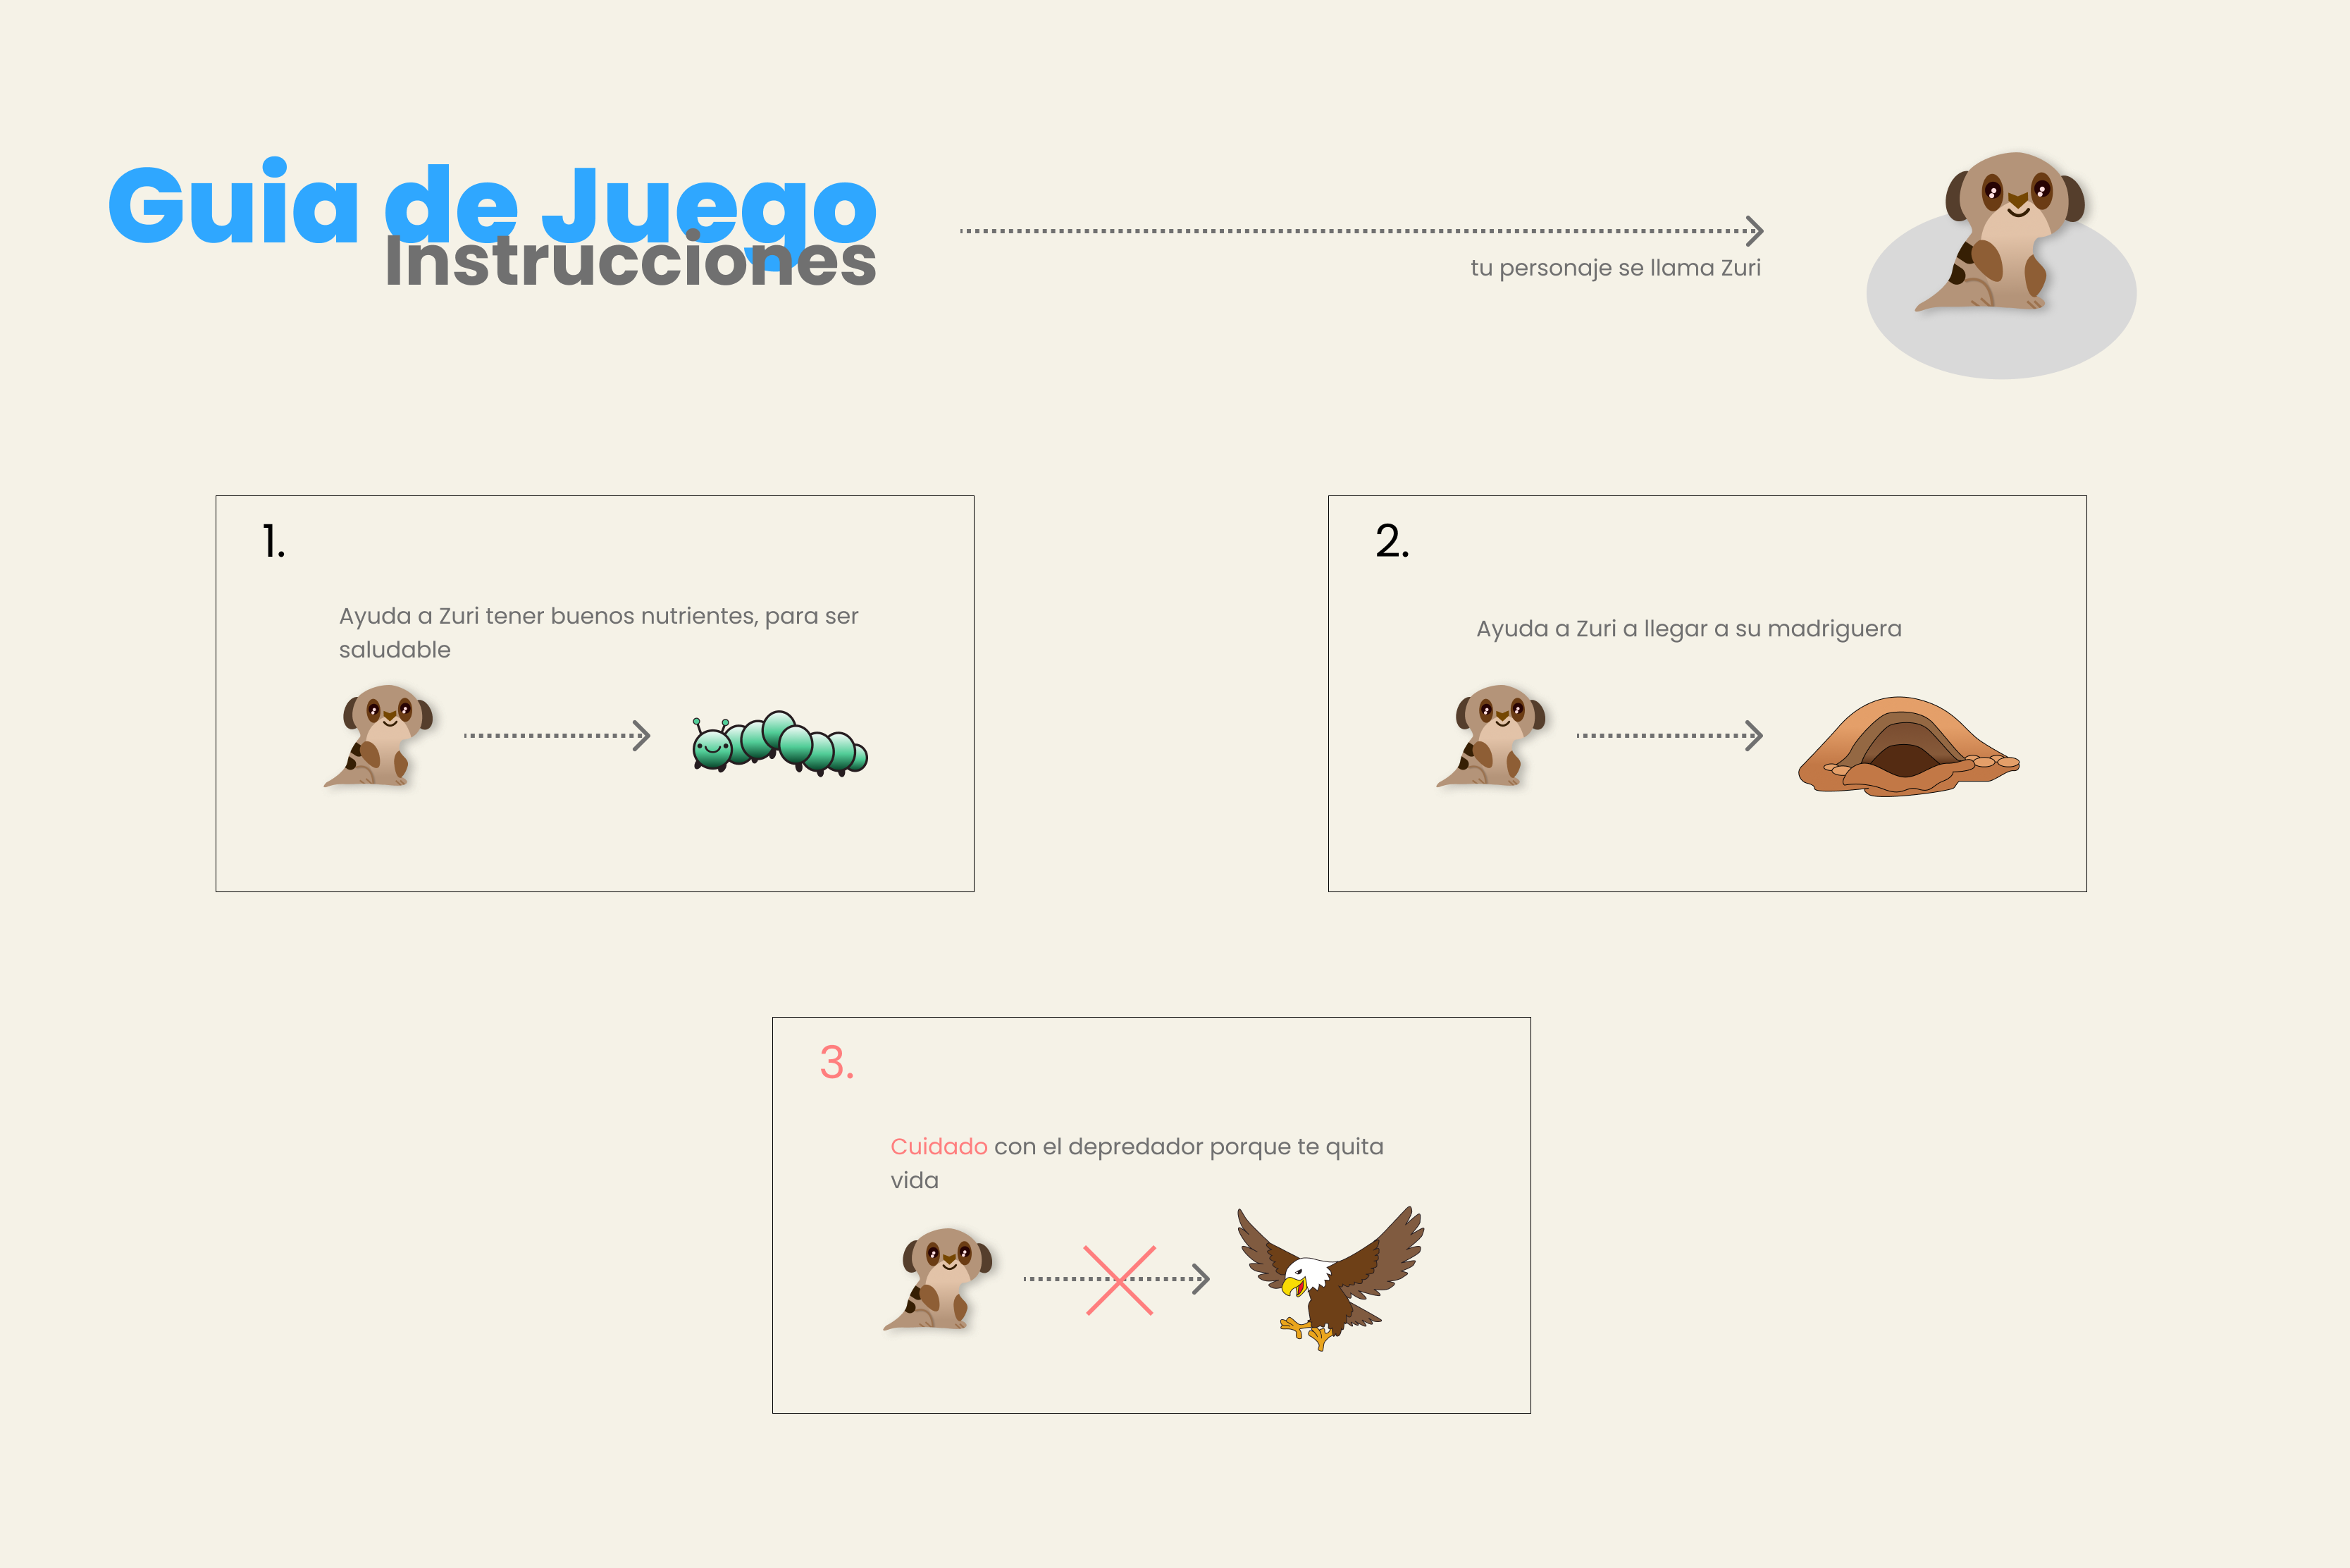 Guia de Juego
Instrucciones
tu personaje se llama Zuri
1.
Ayuda a Zuri tener buenos nutrientes, para ser
saludable
2.
Ayuda a Zuri a llegar a su madriguera
3.
Cuidado con el depredador porque te quita
vida